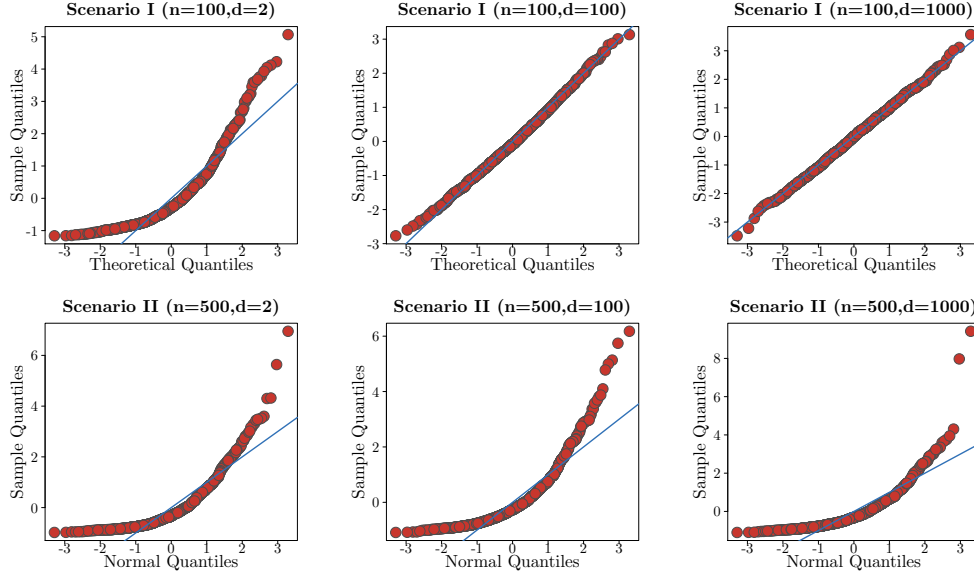 Scenario I (n=100,d=2)
Scenario I (n=100,d=100)
Scenario I (n=100,d=1000)
Sample Quantiles
5
4
3
2
1
0
-1
-3 -2 -1 0 1 2 3
Theoretical Quantiles
Sample Quantiles
3
2
1
0
-1
-2
-3
-3 -2 -1 0 1 2 3
Theoretical Quantiles
Sample Quantiles
3
2
1
0
-1
-2
-3
-3 -2 -1 0 1 2 3
Theoretical Quantiles
Scenario II (n=500,d=2)
Scenario II (n=500,d=100)
Scenario II (n=500,d=1000)
Sample Quantiles
6
4
2
0
-3 -2 -1 0 1 2 3
Normal Quantiles
Sample Quantiles
6
4
2
0
-3 -2 -1 0 1 2 3
Normal Quantiles
Sample Quantiles
8
6
4
2
0
-3 -2 -1 0 1 2 3
Normal Quantiles